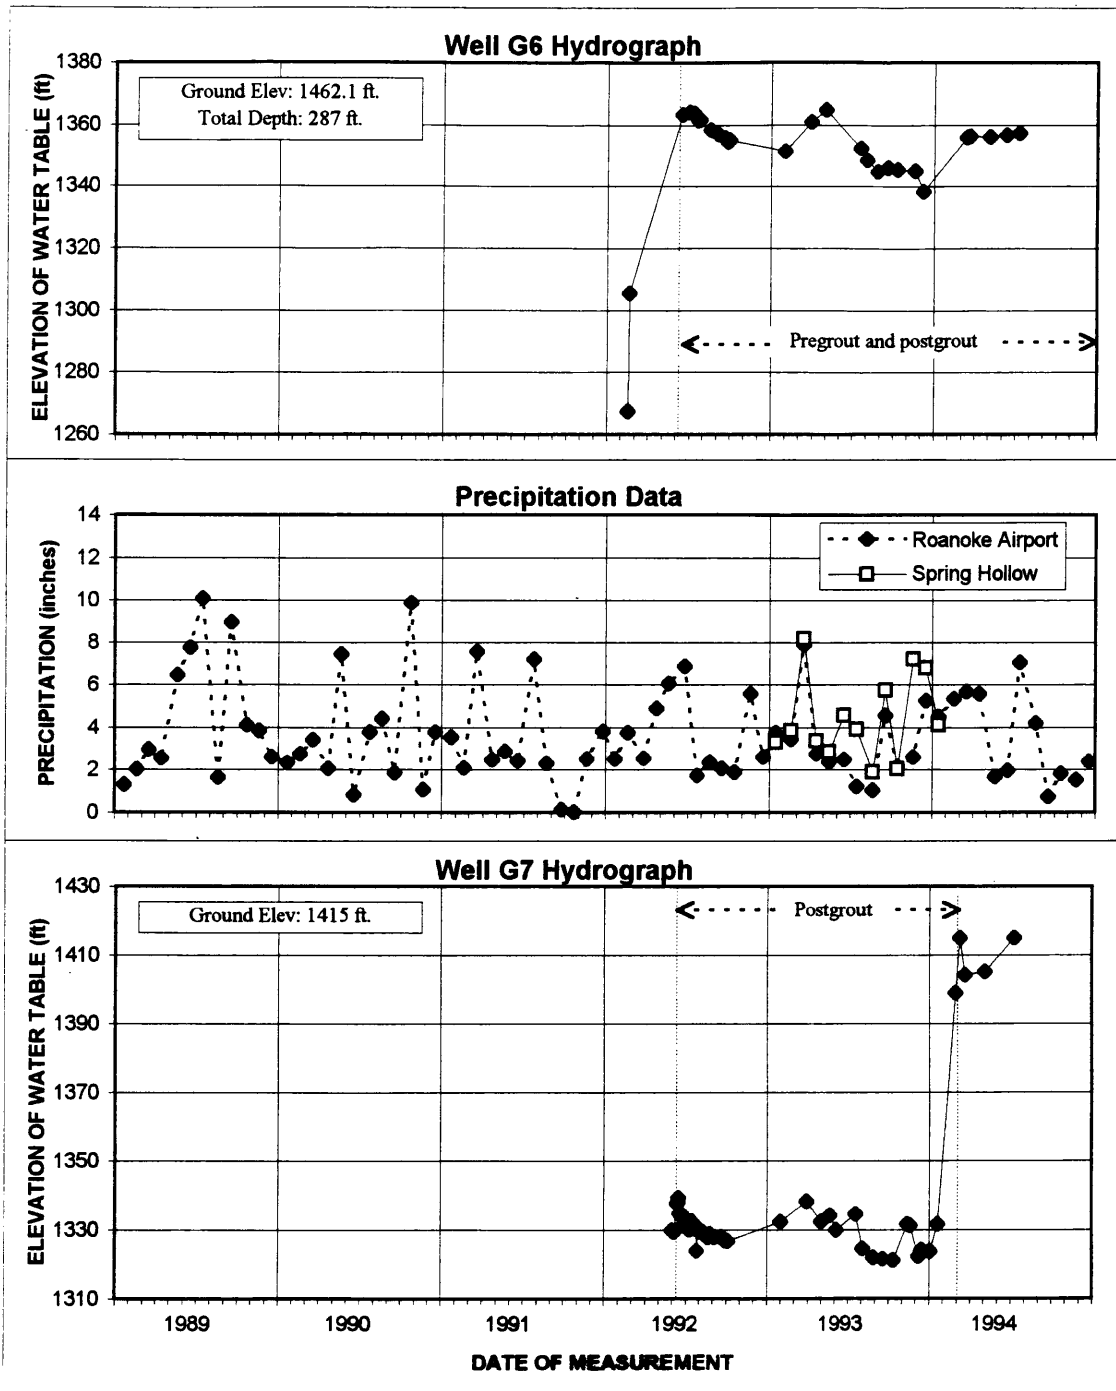 Well G6 Hydrograph
ELEVATION OF WATER TABLE (ft)
1380
1360
1340
1320
1300
1280
1260
Ground Elev: 1462.1 ft.
Total Depth: 287 ft.
Pregrout and postgrout
Precipitation Data
PRECIPITATION (inches)
14
12
10
8
6
4
2
0
Roanoke Airport
Spring Hollow
Well G7 Hydrograph
ELEVATION OF WATER TABLE (ft)
1430
1410
1390
1370
1350
1330
1310
Ground Elev: 1415 ft.
Postgrout
1989 1990 1991 1992 1993 1994
DATE OF MEASUREMENT